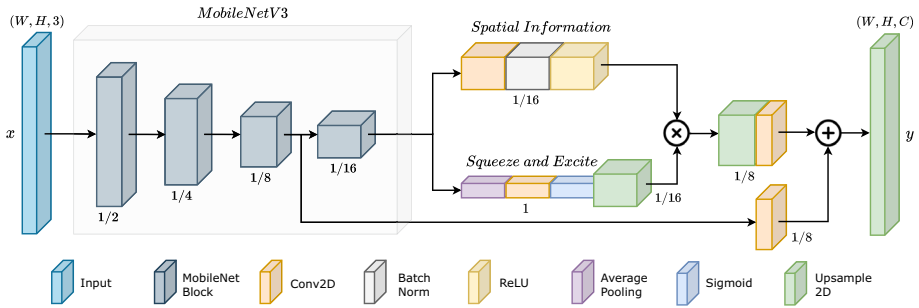 (W, H, 3)
MobileNetV3
Spatial Information
(W, H, C)
x
1/2
1/4
1/8
1/16
1/16
Squeeze and Excite
1
1/16
1/8
1/8
y
Input
MobileNet
Block
Conv2D
Batch
Norm
ReLU
Average
Pooling
Sigmoid
Upsample
2D